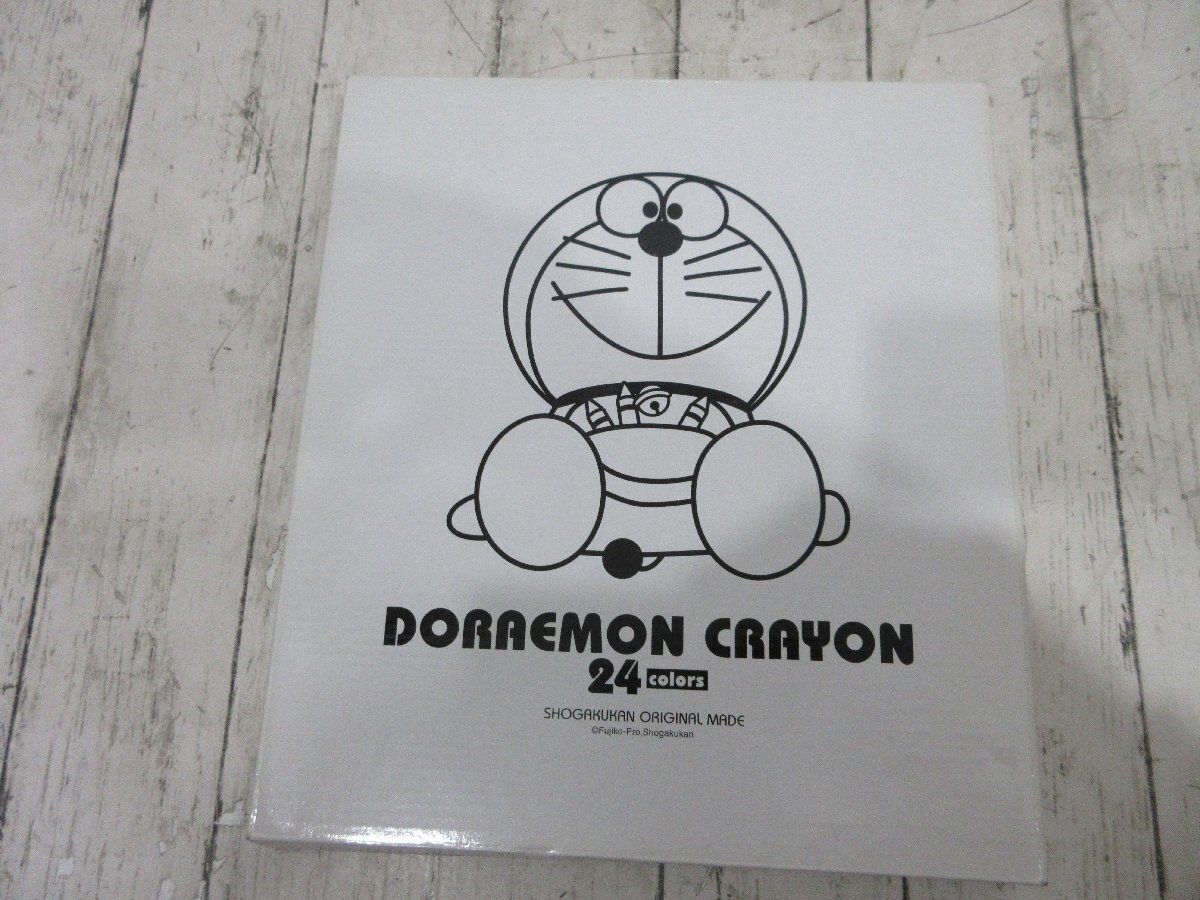 DORAEMON CRAYON
24 colors
SHOGAKUKAN ORIGINAL MADE
©Fujiko-Pro,Shogakukan